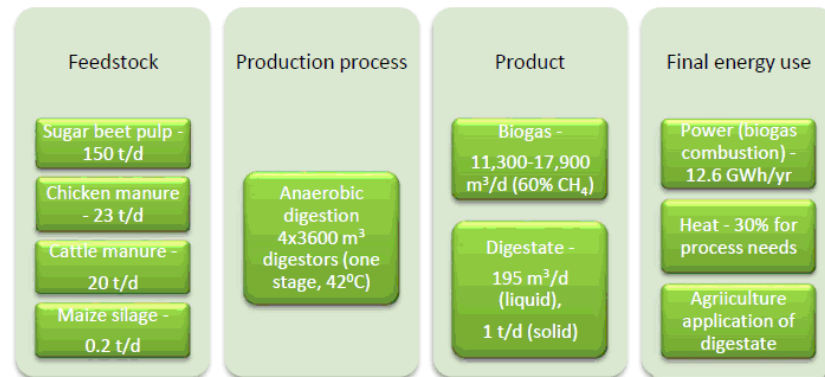 Feedstock
Sugar beet pulp -
150 t/d
Chicken manure
- 23 t/d
Cattle manure -
20 t/d
Maize silage -
0.2 t/d
Production process
Anaerobic
digestion
4x3600 m³
digestors (one
stage, 42⁰C)
Product
Biogas -
11,300-17,900
m³/d (60% CH₄)
Digestate -
195 m³/d
(liquid),
1 t/d (solid)
Final energy use
Power (biogas
combustion) -
12.6 GWh/yr
Heat - 30% for
process needs
Agriiculture
application of
digestate